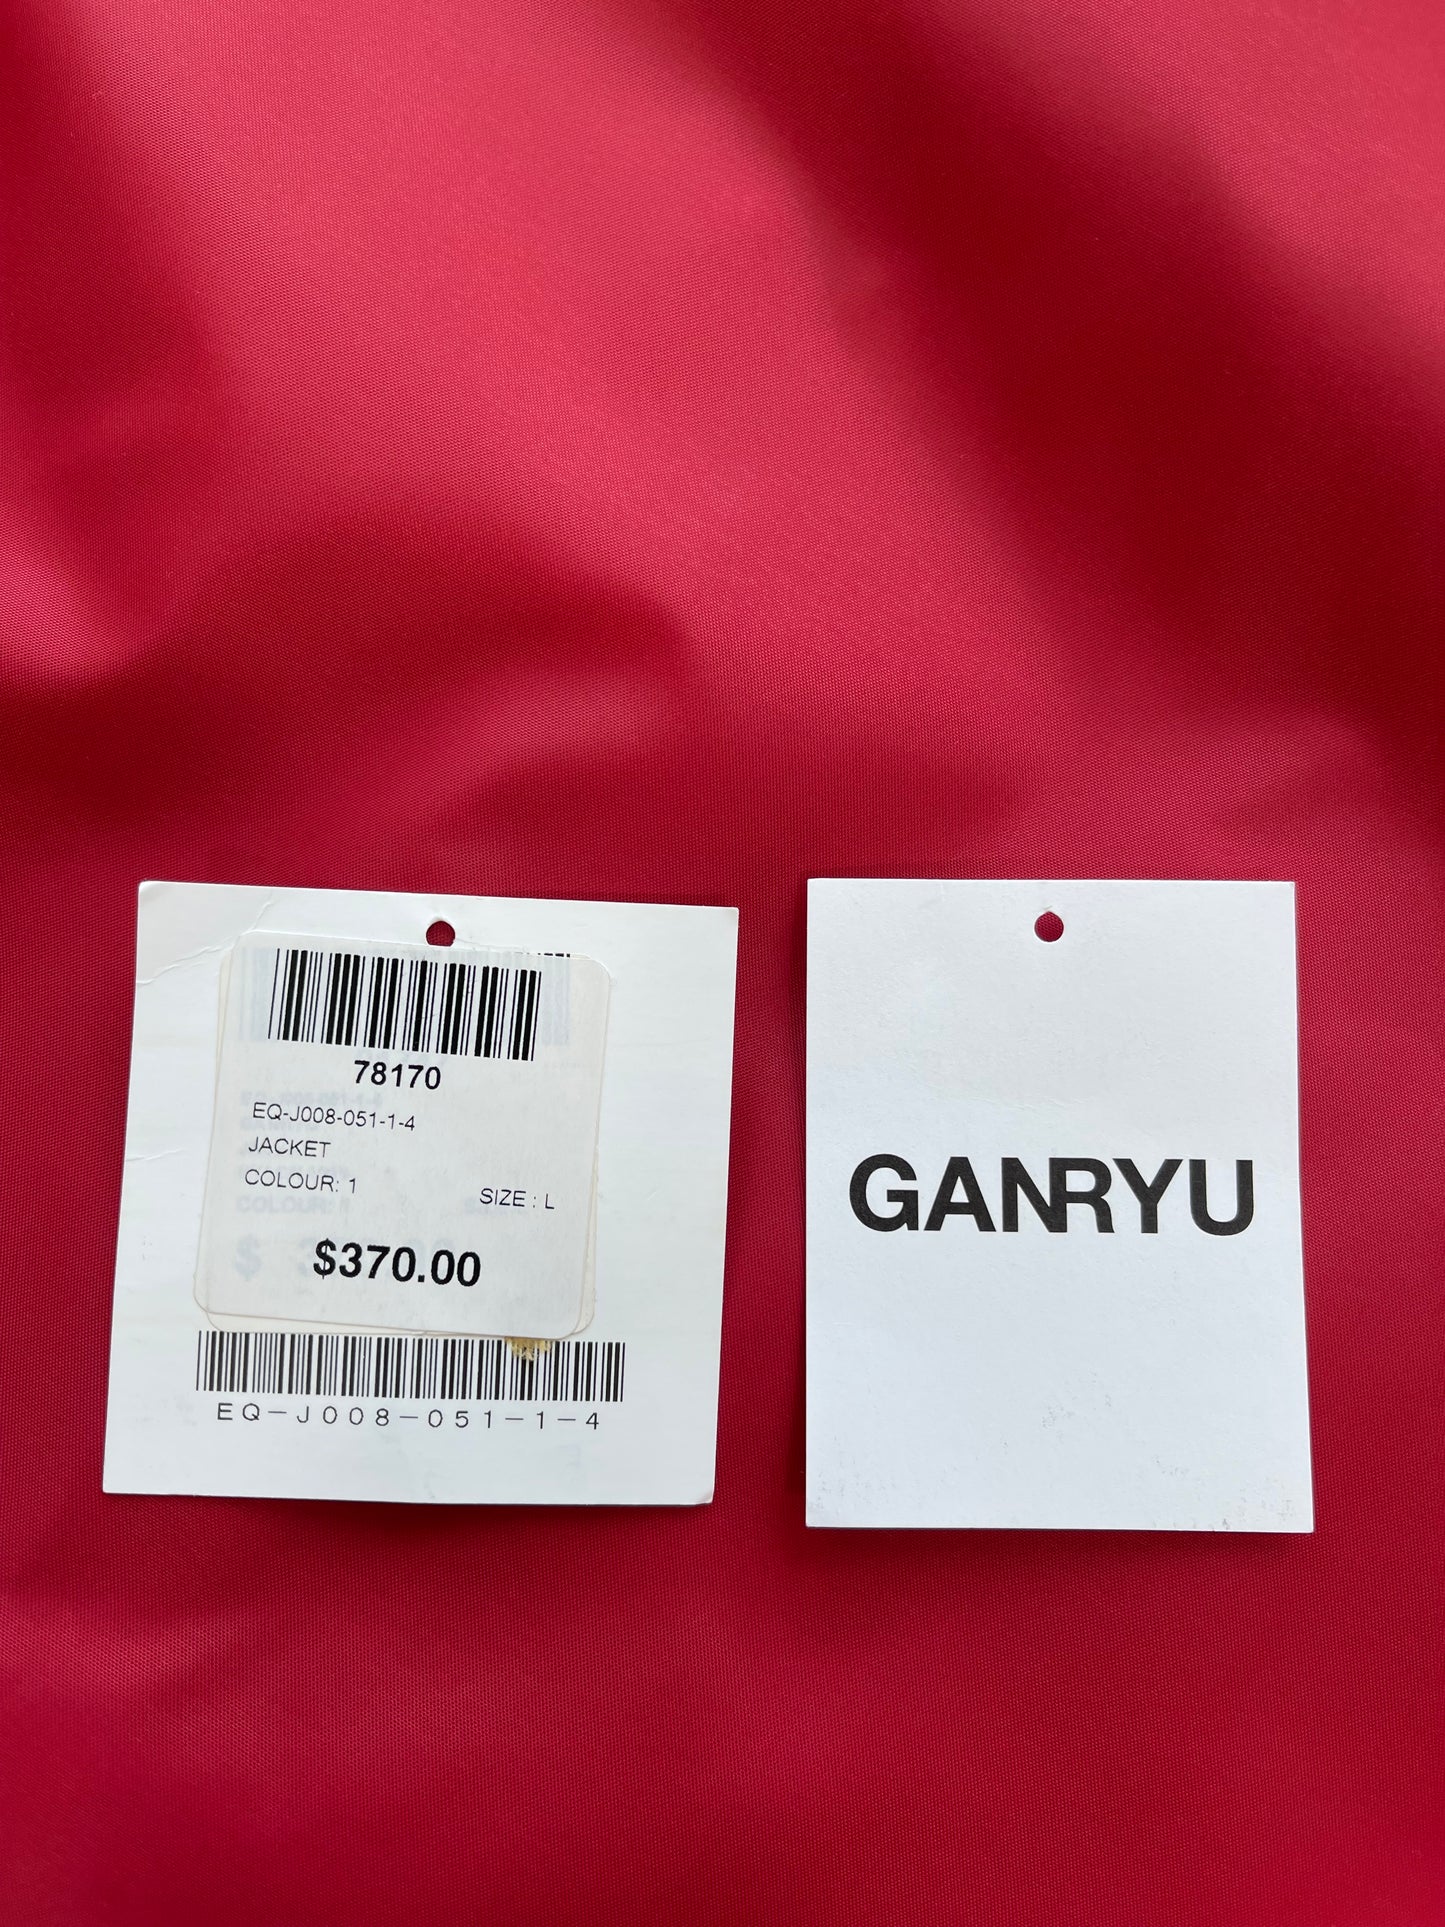 78170
EQ-J008-051-1-4
JACKET
COLOUR: 1 SIZE : L
$370.00
EQ-J008-051-1-4
GANRYU